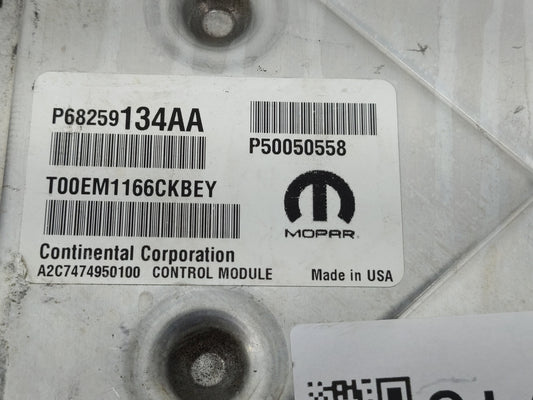 P68259134AA
P50050558
T00EM1166CKBEY
MOPAR
Continental Corporation
A2C7474950100 CONTROL MODULE Made in USA